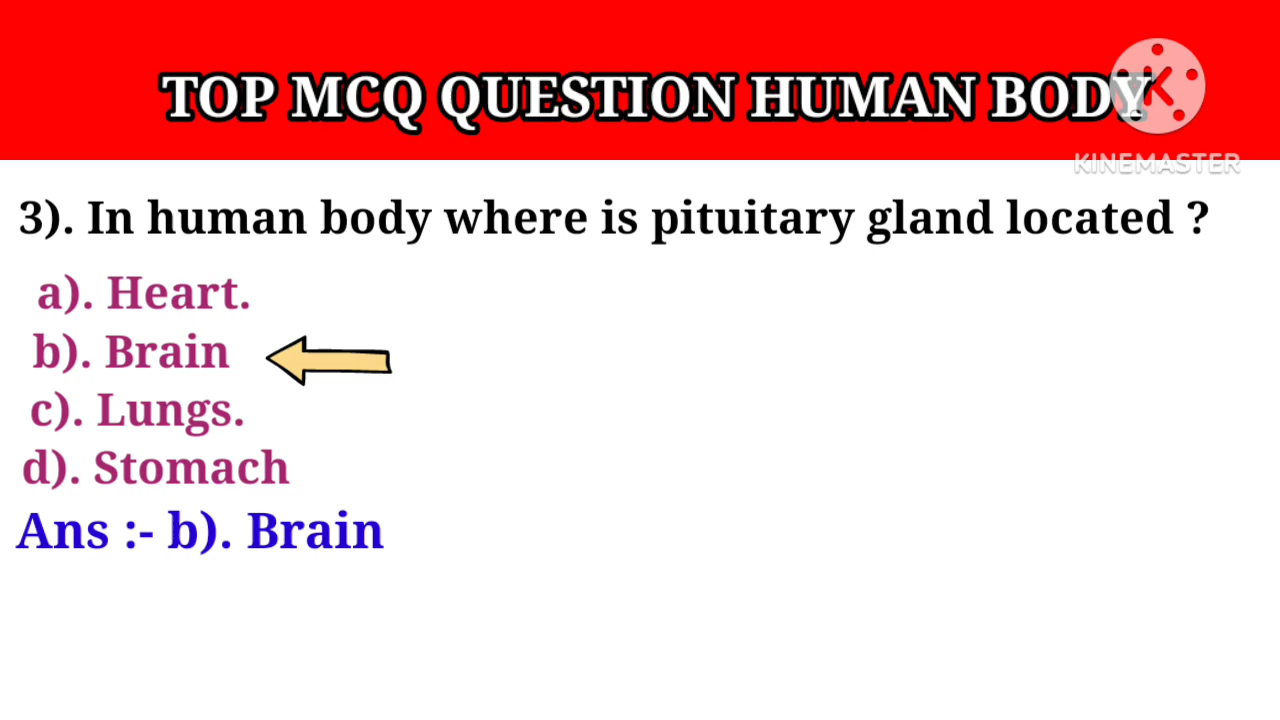 TOP MCQ QUESTION HUMAN BODY
KINEMASTER
3). In human body where is pituitary gland located ?
a). Heart.
b). Brain
c). Lungs.
d). Stomach
Ans :- b). Brain